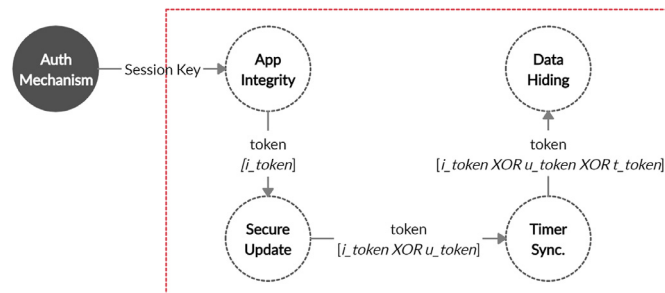 Auth
Mechanism
Session Key
App
Integrity
Data
Hiding
token
[i_token]
token
[i_token XOR u_token XOR t_token]
Secure
Update
token
[i_token XOR u_token]
Timer
Sync.